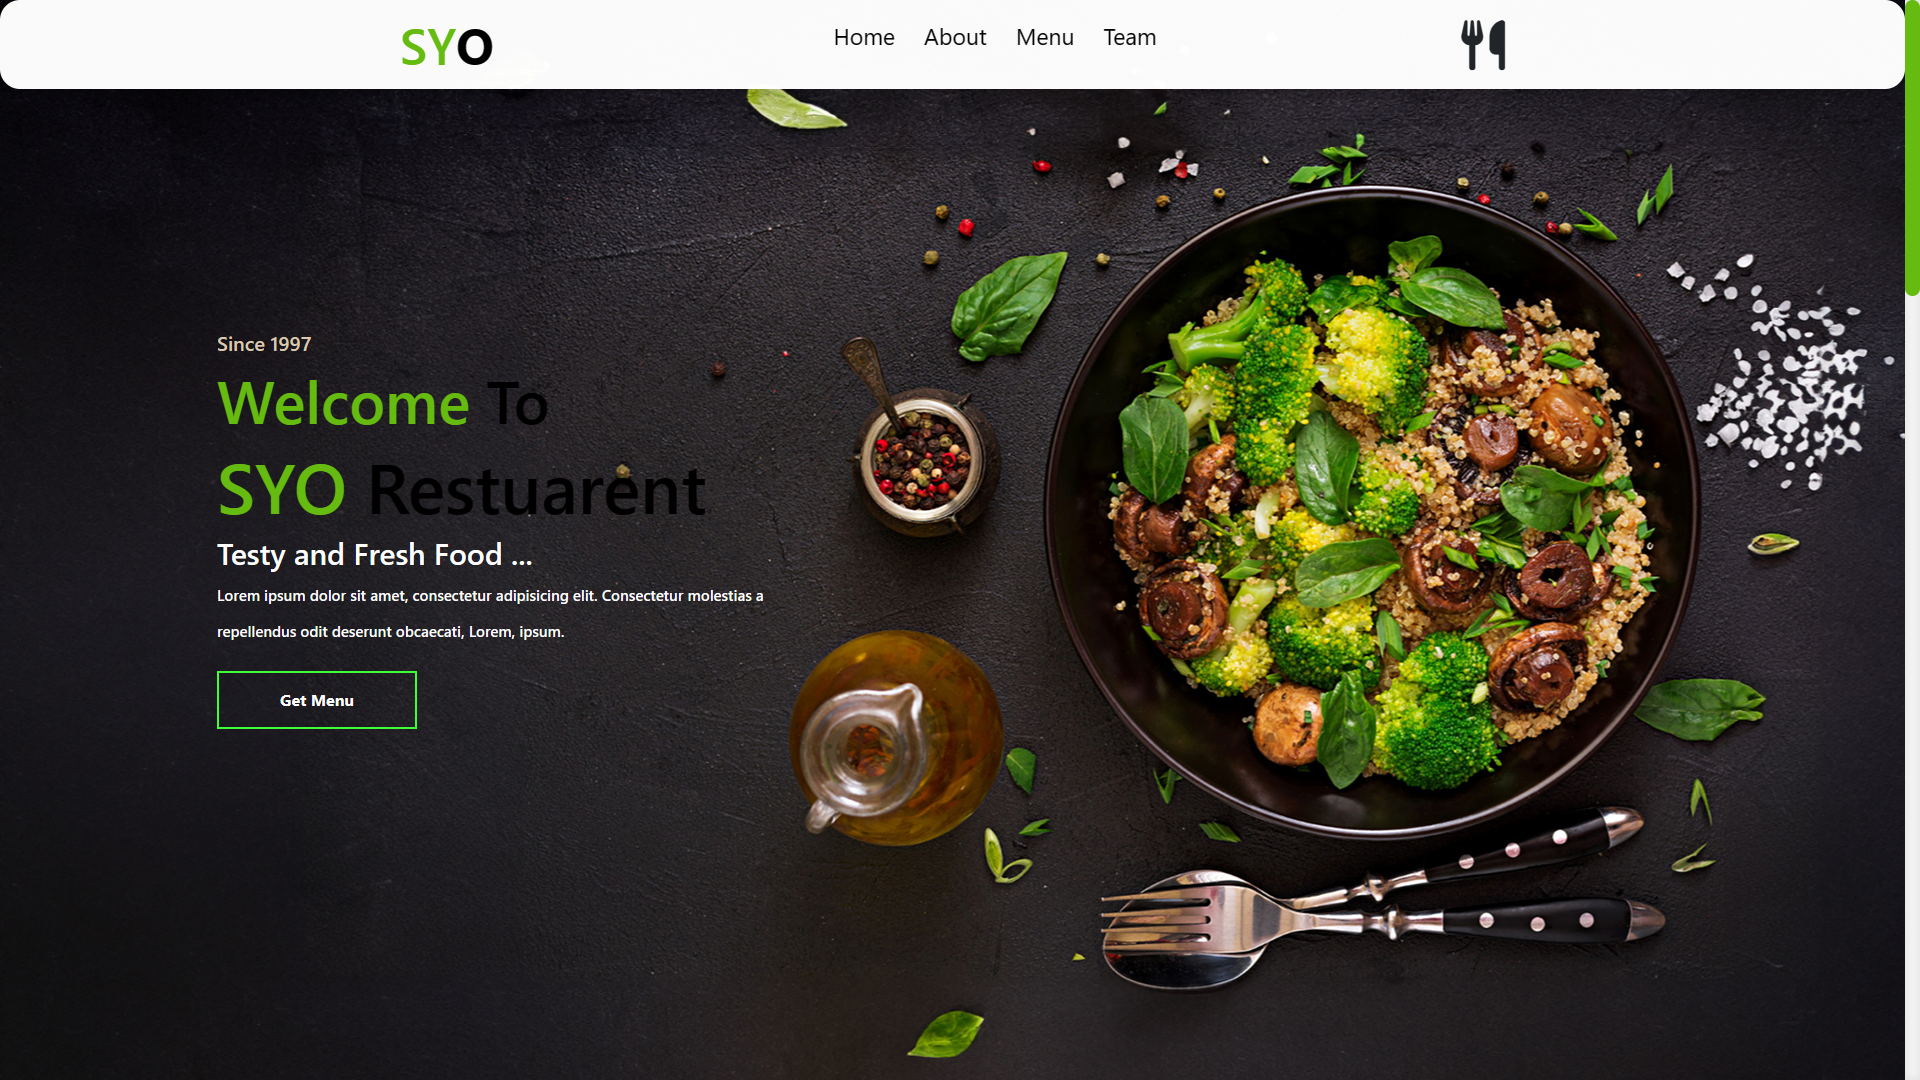 SYO
Home About Menu Team
Since 1997
Welcome To
SYO Restuarent
Testy and Fresh Food ...
Lorem ipsum dolor sit amet, consectetur adipisicing elit. Consectetur molestias a
repellendus odit deserunt obcaecati, Lorem, ipsum.
Get Menu